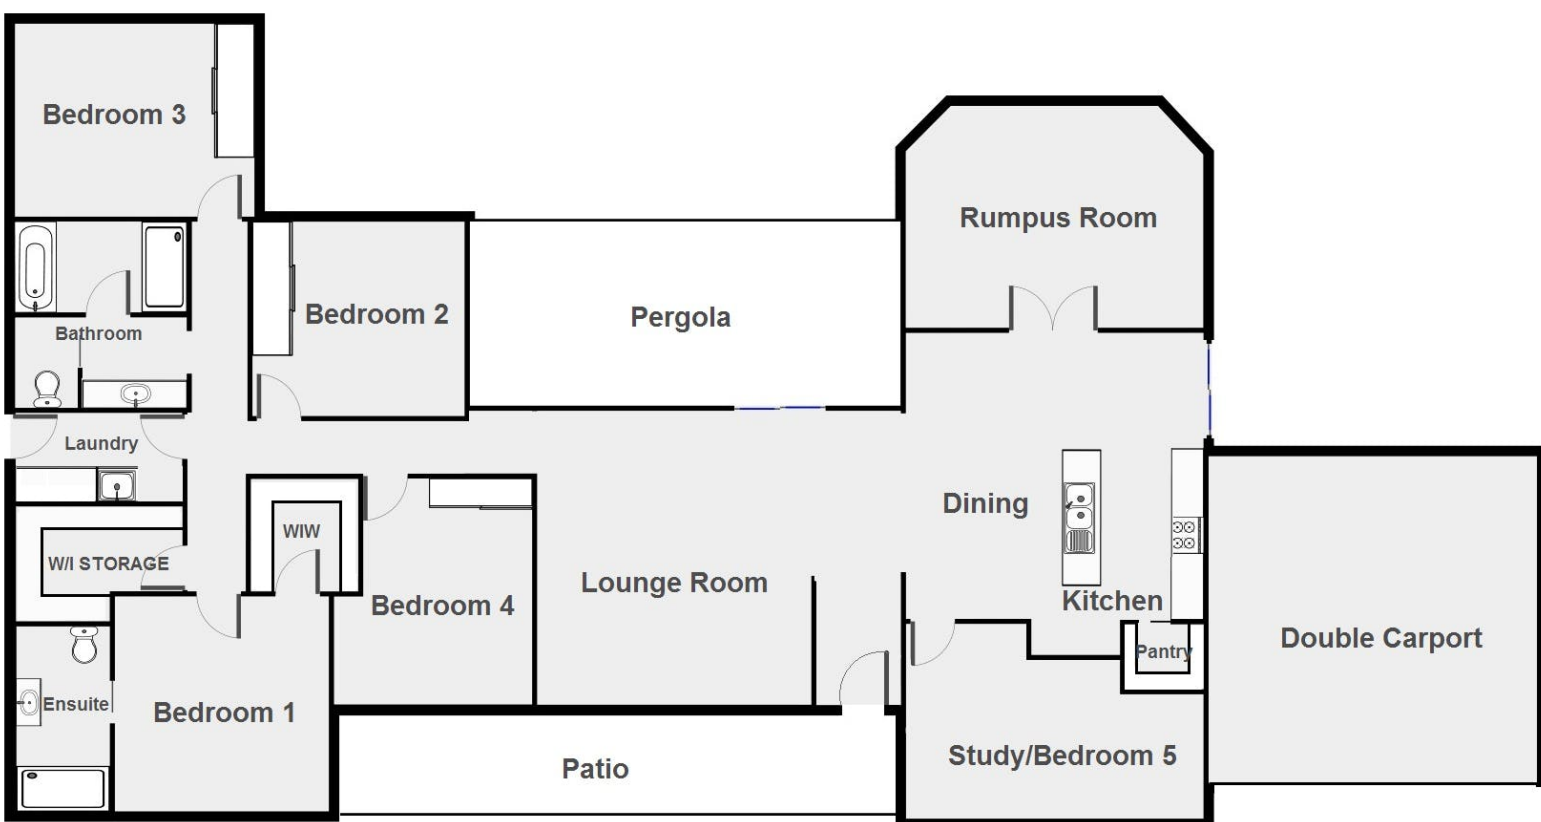 Bedroom 3
Rumpus Room
Bedroom 2
Pergola
Bathroom
Laundry
Dining
WIW
W/I STORAGE
Lounge Room
Kitchen
Bedroom 4
Double Carport
Pantry
Ensuite
Bedroom 1
Study/Bedroom 5
Patio